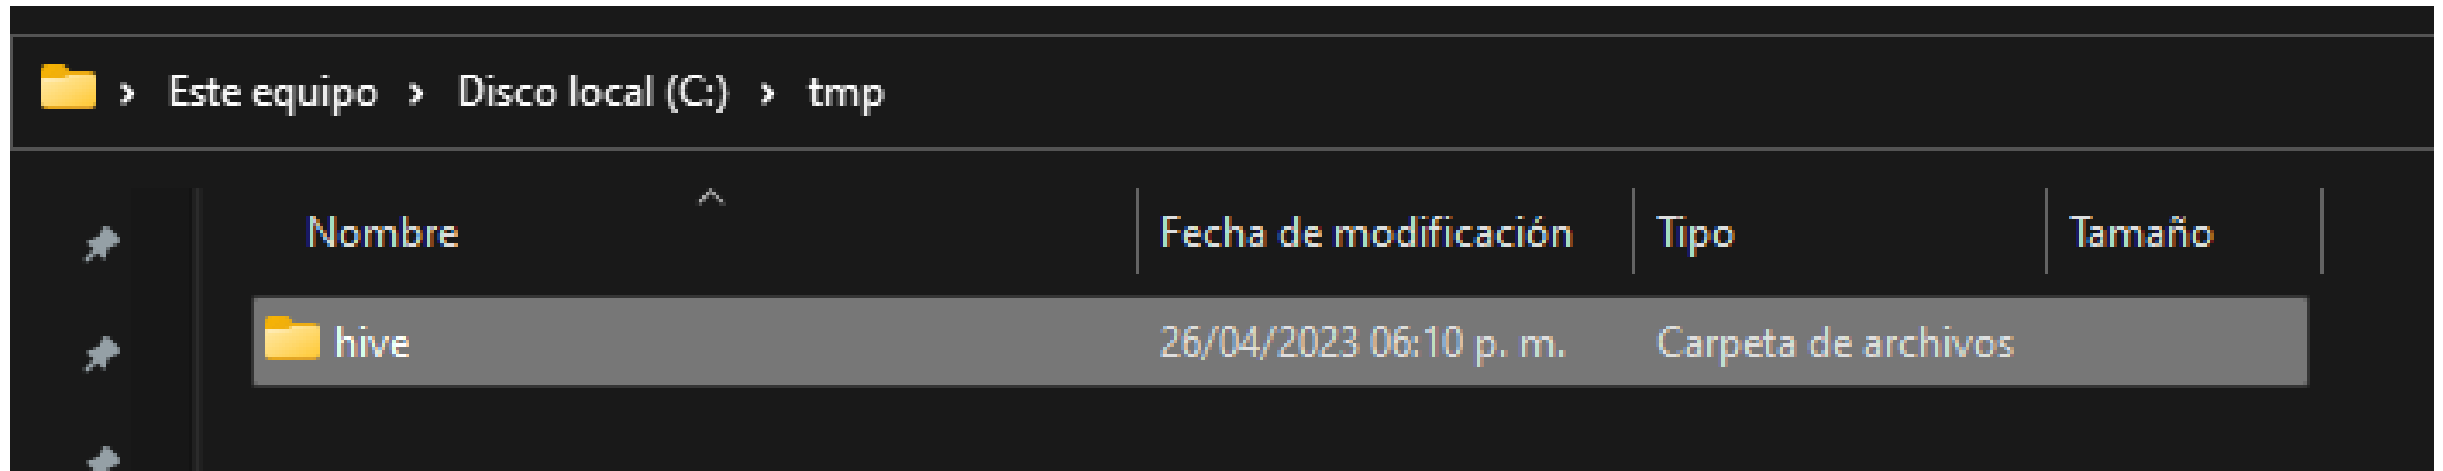 Este equipo › Disco local (C:) › tmp
Nombre Fecha de modificación Tipo Tamaño
hive 26/04/2023 06:10 p. m. Carpeta de archivos